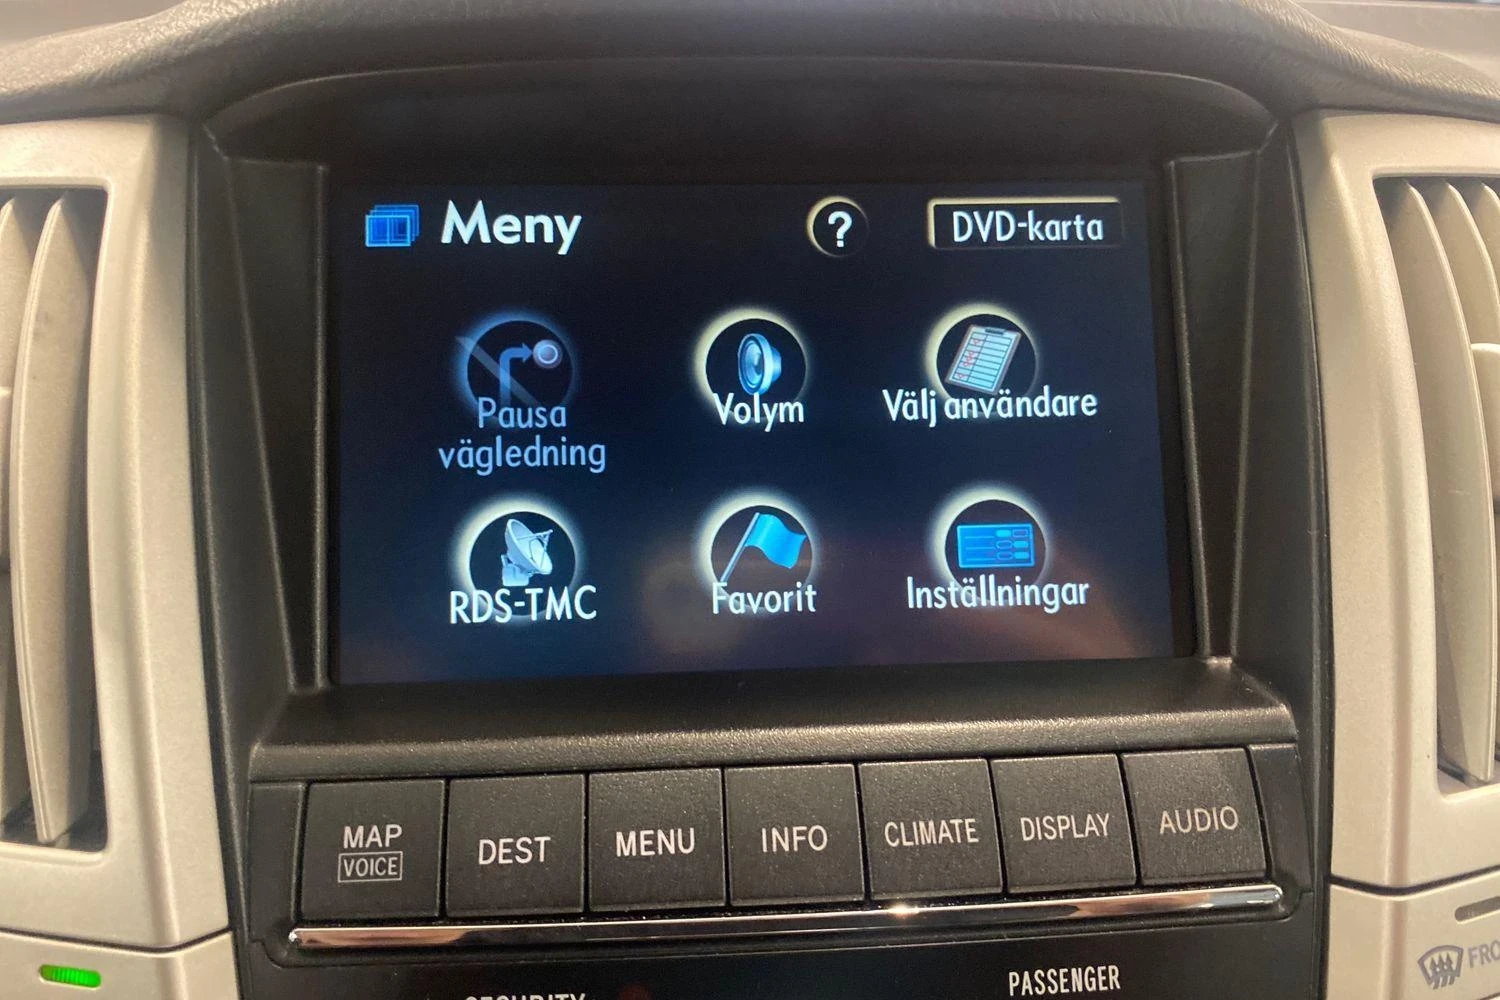 Meny
?
DVD-karta
Pausa
vägledning
Volym
Välj användare
RDS-TMC
Favorit
Inställningar
MAP
VOICE
DEST
MENU
INFO
CLIMATE
DISPLAY
AUDIO
SECURITY
PASSENGER